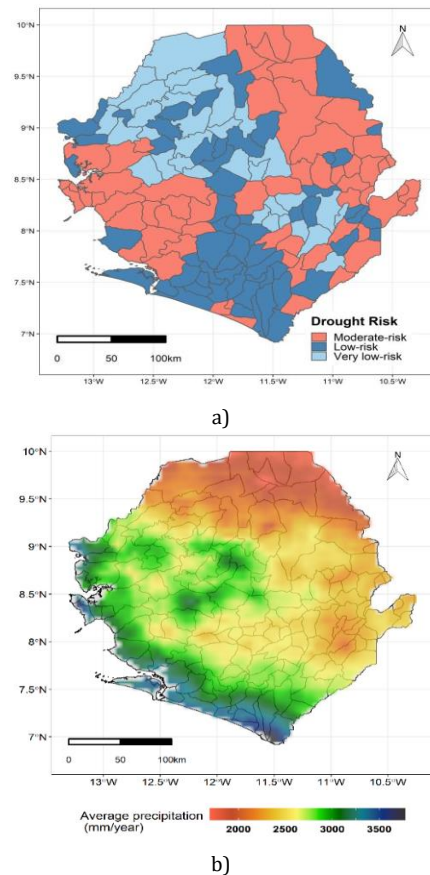 10°N
N
9.5°N
9°N
8.5°N
8°N
7.5°N
7°N
Drought Risk
Moderate-risk
Low-risk
Very low-risk
0 50 100km
13°W 12.5°W 12°W 11.5°W 11°W 10.5°W
a)
10°N
N
9.5°N
9°N
8.5°N
8°N
7.5°N
7°N
0 50 100km
13°W 12.5°W 12°W 11.5°W 11°W 10.5°W
Average precipitation
(mm/year)
2000 2500 3000 3500
b)